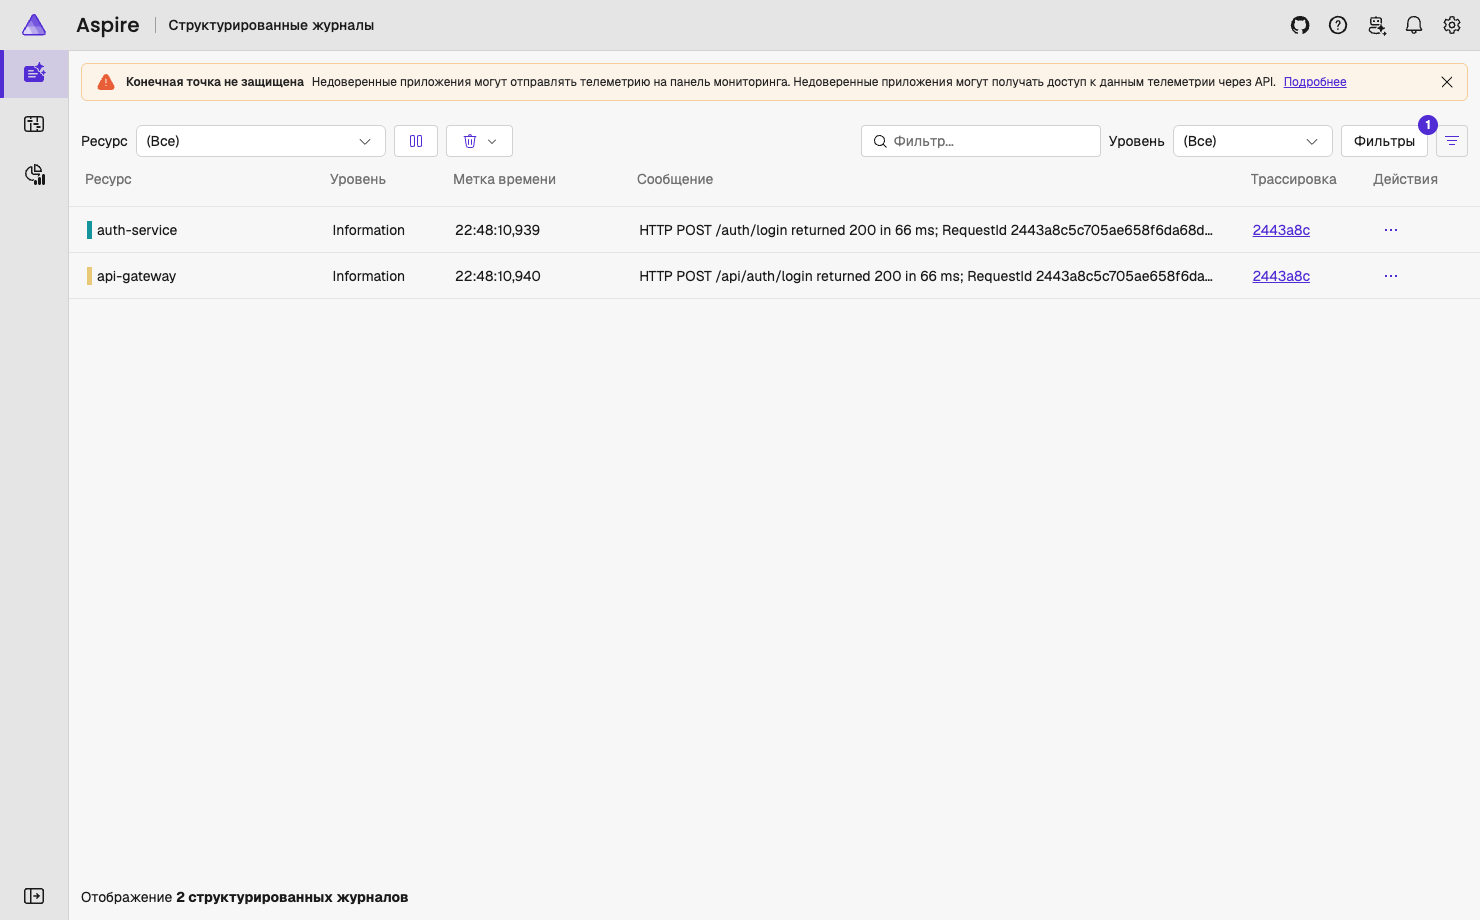 Aspire
Структурированные журналы
Конечная точка не защищена Недоверенные приложения могут отправлять телеметрию на панель мониторинга. Недоверенные приложения могут получать доступ к данным телеметрии через API. Подробнее
Ресурс (Все) Фильтр... Уровень (Все) Фильтры 1
Ресурс Уровень Метка времени Сообщение Трассировка Действия
auth-service Information 22:48:10,939 HTTP POST /auth/login returned 200 in 66 ms; RequestId 2443a8c5c705ae658f6da68d... 2443a8c ...
api-gateway Information 22:48:10,940 HTTP POST /api/auth/login returned 200 in 66 ms; RequestId 2443a8c5c705ae658f6da... 2443a8c ...
Отображение 2 структурированных журналов